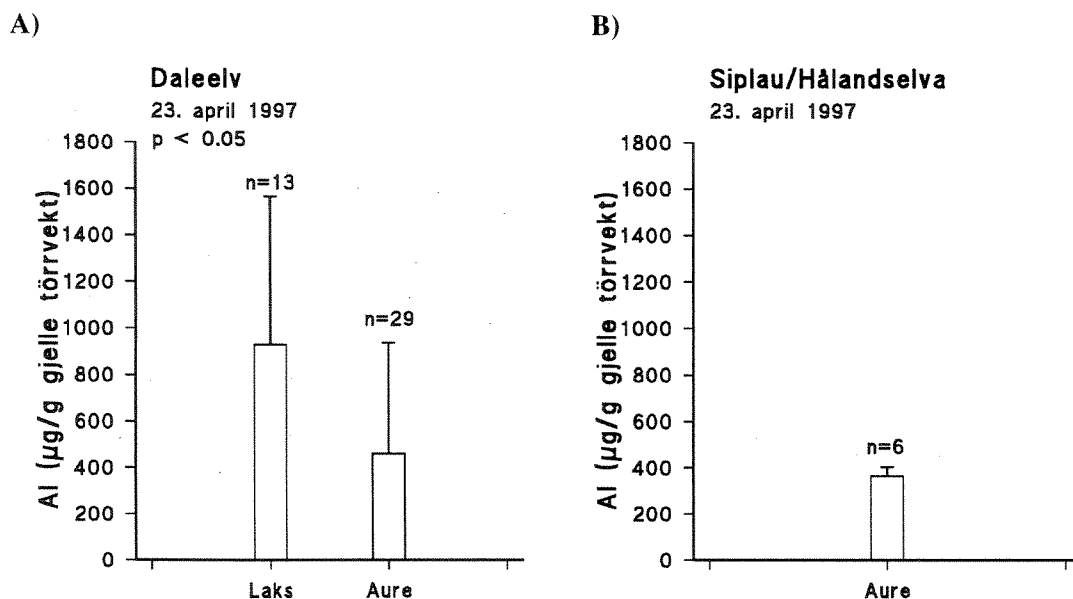 A)
Daleelv
23. april 1997
p < 0.05
1800
1600
1400
1200
1000
800
600
400
200
0
Al (µg/g gjelle törrvekt)
n=13
n=29
Laks
Aure
B)
Siplau/Hålandselva
23. april 1997
1800
1600
1400
1200
1000
800
600
400
200
0
Al (µg/g gjelle törrvekt)
n=6
Aure